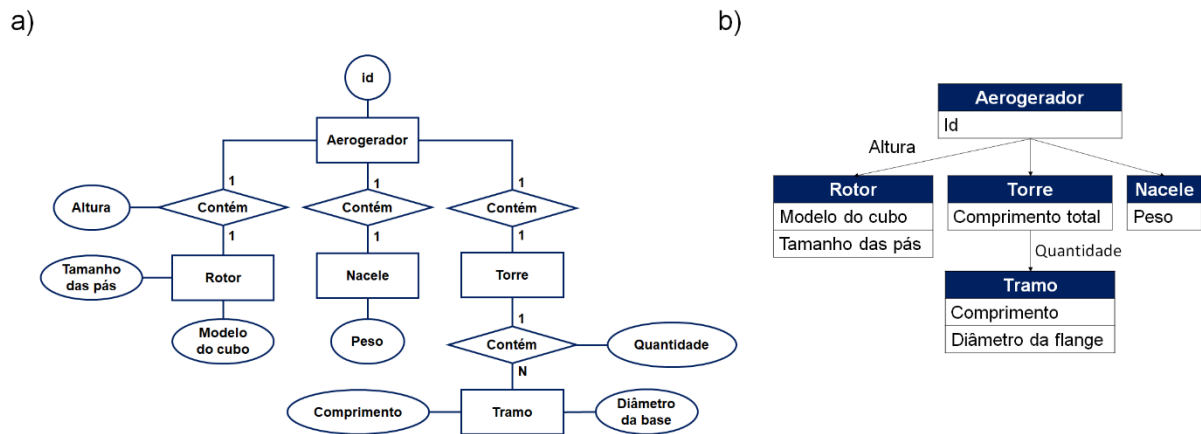 a)
id
Aerogerador
1
1
1
Altura
Contém
Contém
Contém
1
1
1
Tamanho
das pás
Rotor
Nacele
Torre
Modelo
do cubo
Peso
1
Contém
Quantidade
N
Comprimento
Tramo
Diâmetro
da base
b)
Aerogerador
Id
Altura
Rotor
Modelo do cubo
Tamanho das pás
Torre
Comprimento total
Nacele
Peso
Quantidade
Tramo
Comprimento
Diâmetro da flange